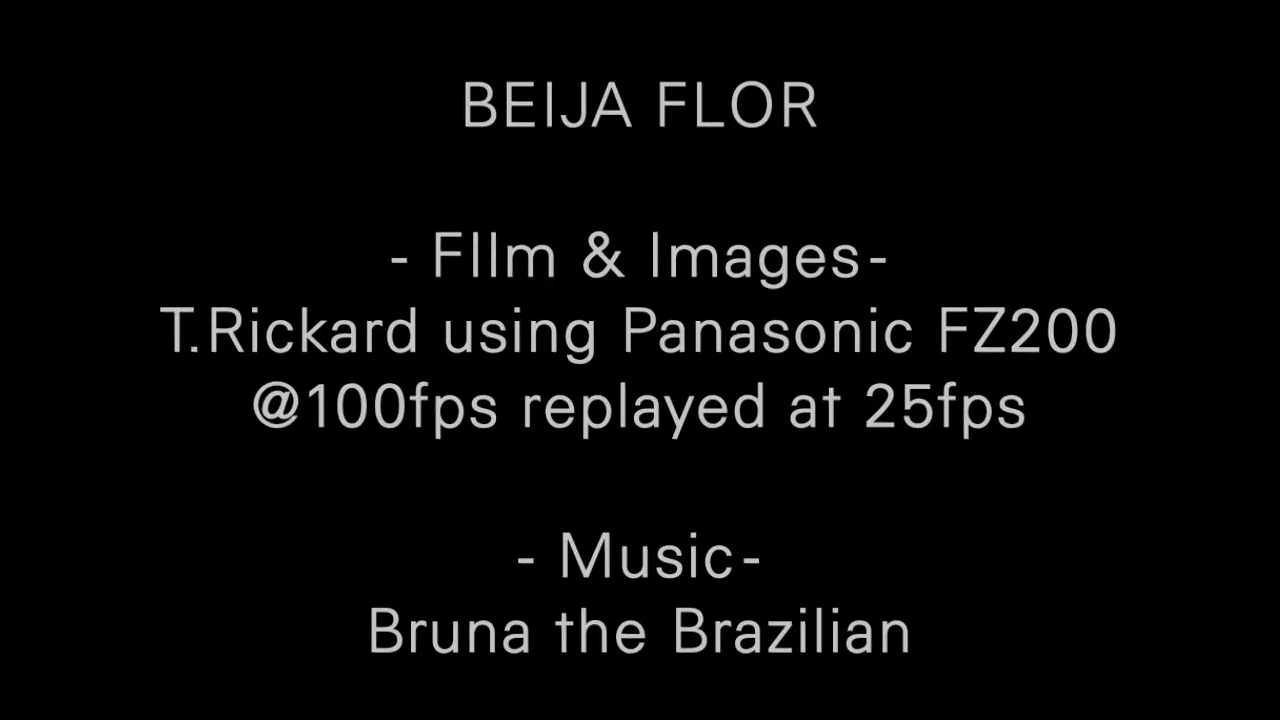 BEIJA FLOR
- FIlm & Images-
T.Rickard using Panasonic FZ200
@100fps replayed at 25fps
- Music-
Bruna the Brazilian